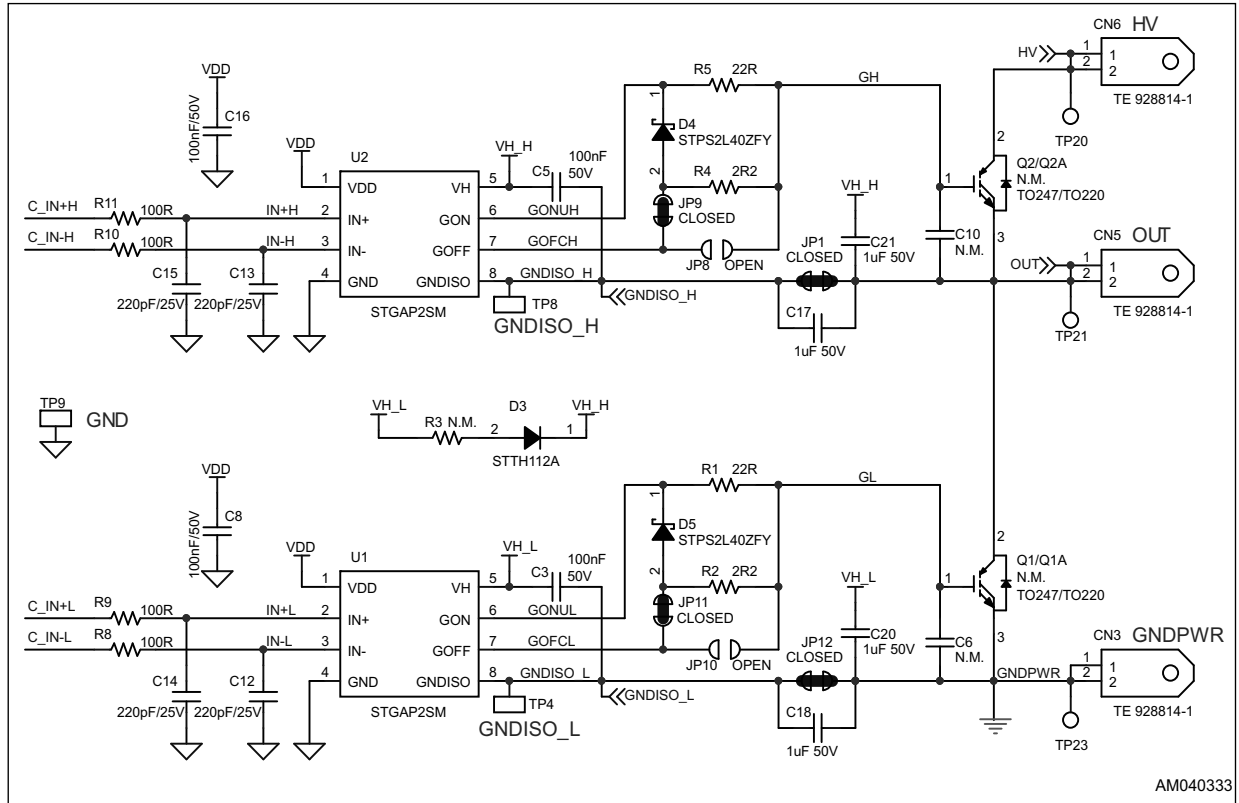 CN6 HV
HV 1 1
2 2
TE 928814-1
TP20
VDD
100nF/50V C16
R5 22R GH
1 D4
STPS2L40ZFY
2 R4 2R2
JP9
CLOSED
VH_H C5 100nF
50V
VDD U2
1 VDD VH 5
C_IN+H R11 100R IN+H 2 IN+ GON 6 GONUH
C_IN-H R10 100R IN-H 3 IN- GOFF 7 GOFCH
4 GND GNDISO 8 GNDISO_H
STGAP2SM
C15 C13
220pF/25V 220pF/25V
TP8
GNDISO_H
GNDISO_H
JP8 OPEN
JP1
CLOSED
VH_H
C21
1uF 50V
C17
1uF 50V
C10
N.M.
2
1 Q2/Q2A
N.M.
TO247/TO220
3
CN5 OUT
OUT 1 1
2 2
TE 928814-1
TP21
TP9 GND
VH_L R3 N.M. 2 D3 1 VH_H
STTH112A
VDD
100nF/50V C8
R1 22R GL
1 D5
STPS2L40ZFY
2 R2 2R2
JP11
CLOSED
VH_L C3 100nF
50V
VDD U1
1 VDD VH 5
C_IN+L R9 100R IN+L 2 IN+ GON 6 GONUL
C_IN-L R8 100R IN-L 3 IN- GOFF 7 GOFCL
4 GND GNDISO 8 GNDISO_L
STGAP2SM
C14 C12
220pF/25V 220pF/25V
TP4
GNDISO_L
GNDISO_L
JP10 OPEN
JP12
CLOSED
VH_L
C20
1uF 50V
C18
1uF 50V
C6
N.M.
2
1 Q1/Q1A
N.M.
TO247/TO220
3
CN3 GNDPWR
GNDPWR 1 1
2 2
TE 928814-1
TP23
AM040333